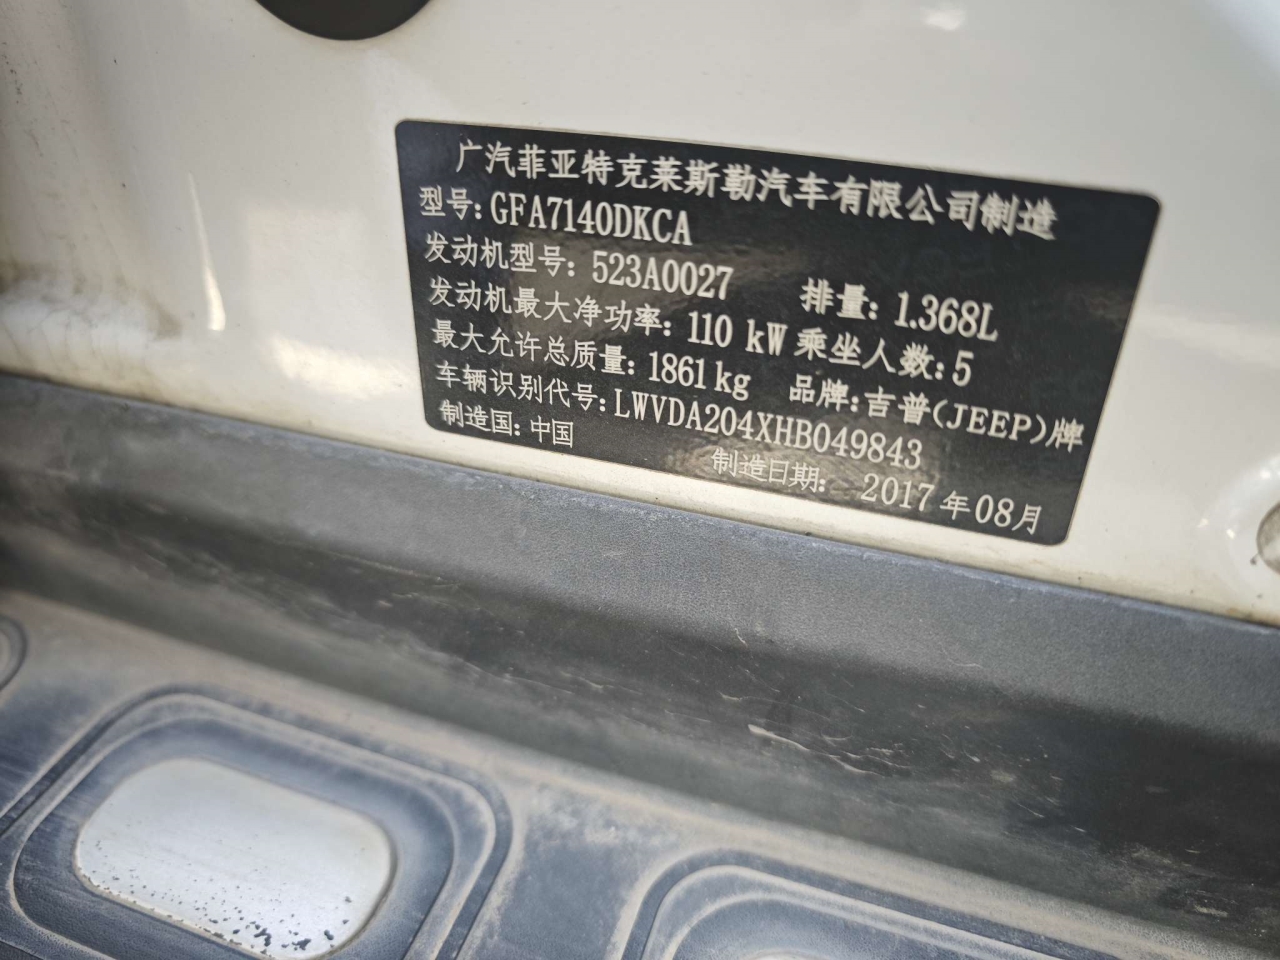 广汽菲亚特克莱斯勒汽车有限公司制造
型号:GFA7140DKCA
发动机型号: 523A0027 排量: 1.368L
发动机最大净功率: 110 kW 乘坐人数: 5
最大允许总质量: 1861kg 品牌:吉普(JEEP)牌
车辆识别代号:LWVDA204XHB049843
制造国: 中国 制造日期: 2017年08月